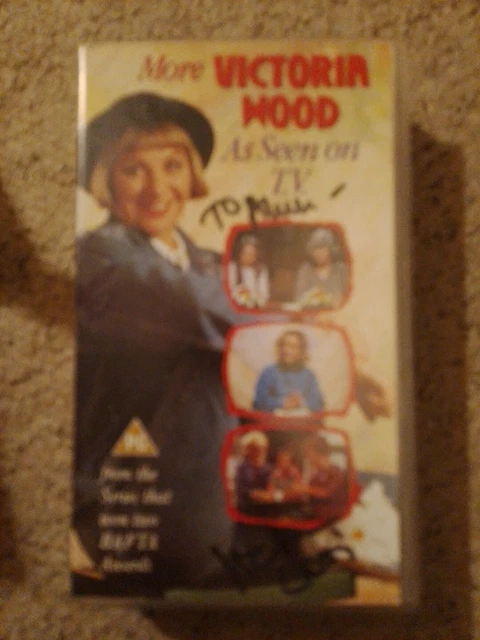 More VICTORIA
WOOD
As Seen on
TV
TO
PG
from the
Series that
won two
BAFTA
Awards